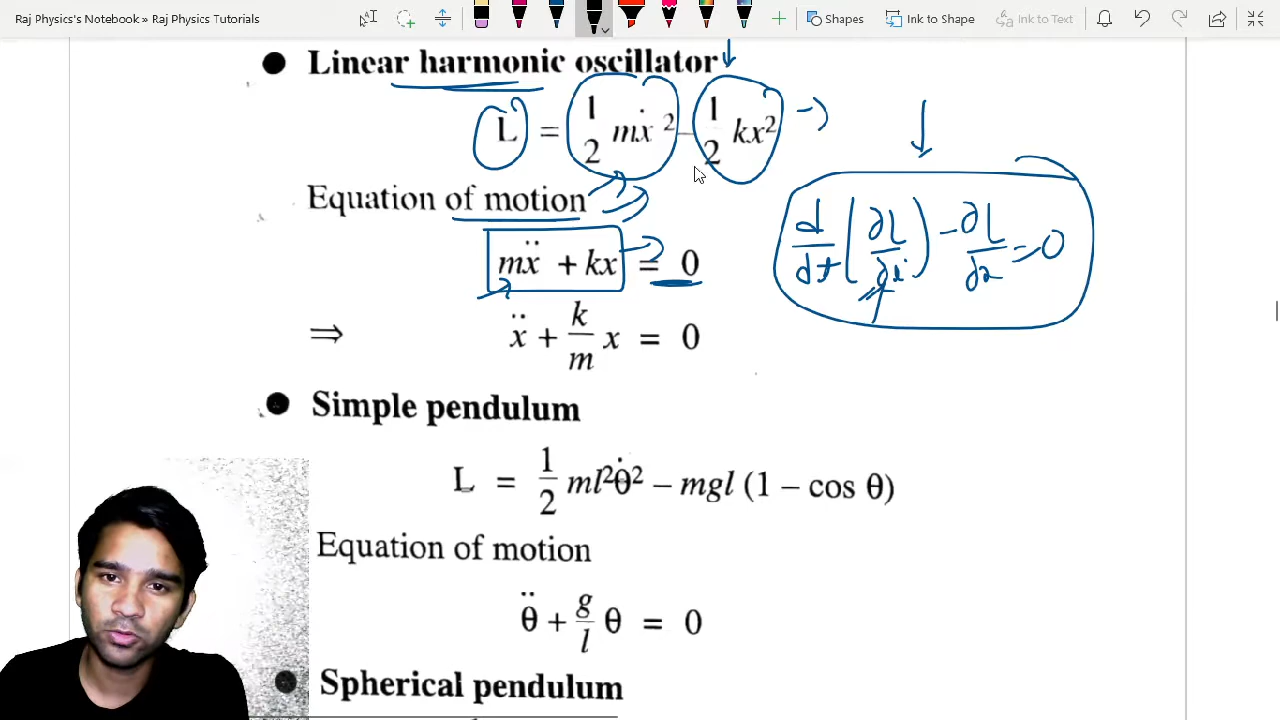 Raj Physics's Notebook » Raj Physics Tutorials
Shapes
Ink to Shape
Ink to Text
● Linear harmonic oscillator
L = 1/2 mẋ² – 1/2 kx²
Equation of motion
mẍ + kx = 0
d/dt (∂L/∂ẋ) – ∂L/∂x = 0
⇒ ẍ + k/m x = 0
● Simple pendulum
L = 1/2 ml²θ̇² – mgl (1 – cos θ)
Equation of motion
θ̈ + g/l θ = 0
● Spherical pendulum